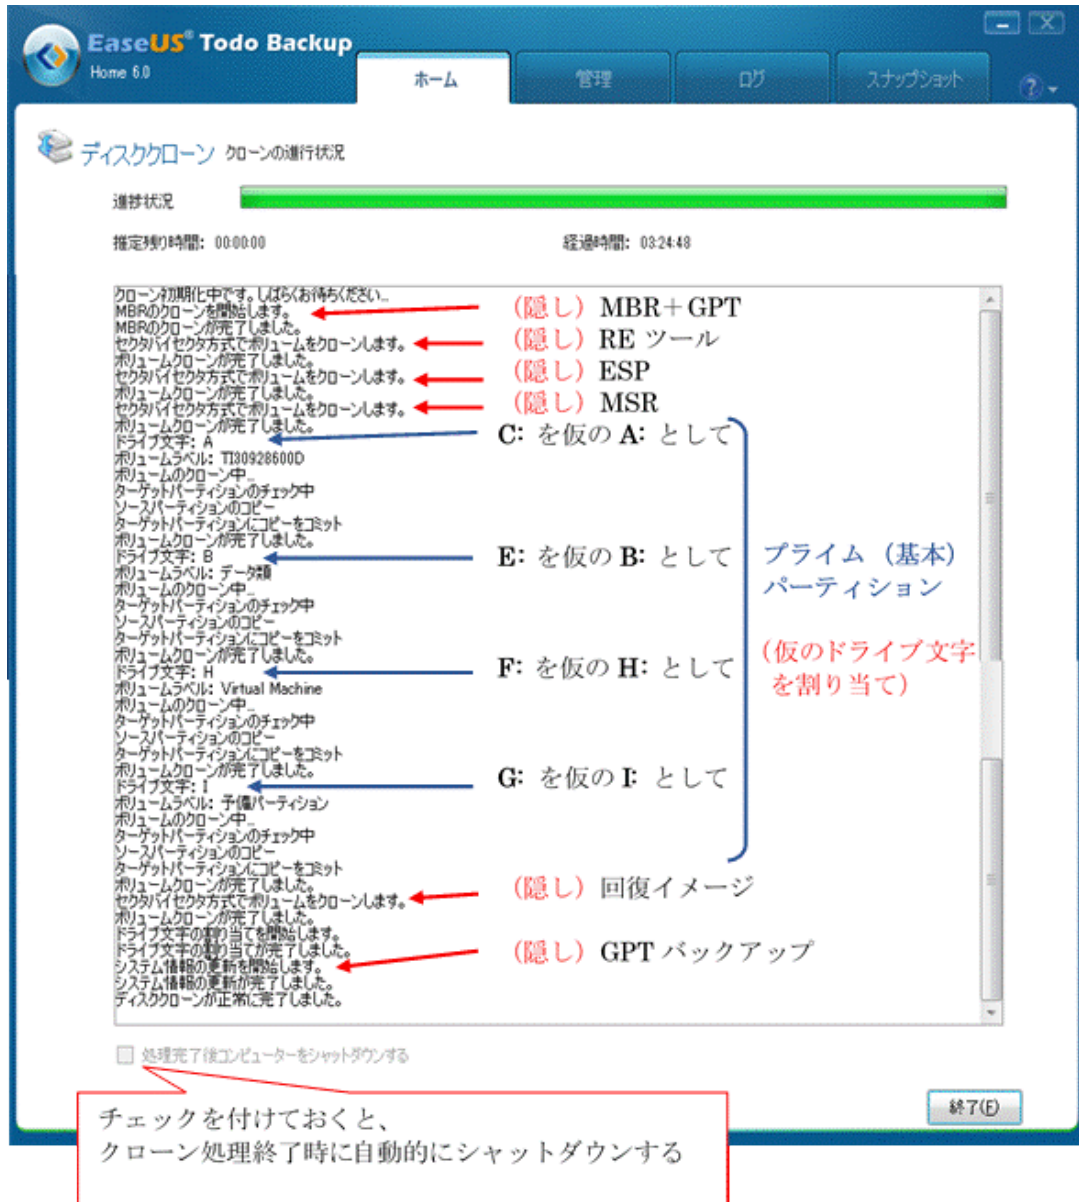 EaseUS® Todo Backup
Home 6.0
ホーム
管理
ログ
スナップショット
?
ディスククローン クローンの進行状況
進捗状況
推定残り時間: 00:00:00
経過時間: 03:24:48
クローン初期化中です。しばらくお待ちください...
MBRのクローンを開始します。
(隠し) MBR+GPT
MBRのクローンが完了しました。
セクタバイセクタ方式でボリュームをクローンします。
(隠し) RE ツール
ボリュームクローンが完了しました。
セクタバイセクタ方式でボリュームをクローンします。
(隠し) ESP
ボリュームクローンが完了しました。
セクタバイセクタ方式でボリュームをクローンします。
(隠し) MSR
ボリュームクローンが完了しました。
ドライブ文字: A
C: を仮の A: として
ボリュームラベル: TI30928600D
ボリュームのクローン中...
ターゲットパーティションのチェック中
ソースパーティションのコピー
ターゲットパーティションにコピーをコミット
ボリュームクローンが完了しました。
ドライブ文字: B
E: を仮の B: として
ボリュームラベル: データ類
ボリュームのクローン中...
ターゲットパーティションのチェック中
ソースパーティションのコピー
ターゲットパーティションにコピーをコミット
ボリュームクローンが完了しました。
ドライブ文字: H
F: を仮の H: として
ボリュームラベル: Virtual Machine
ボリュームのクローン中...
ターゲットパーティションのチェック中
ソースパーティションのコピー
ターゲットパーティションにコピーをコミット
ボリュームクローンが完了しました。
ドライブ文字: I
G: を仮の I: として
ボリュームラベル: 予備パーティション
ボリュームのクローン中...
ターゲットパーティションのチェック中
ソースパーティションのコピー
ターゲットパーティションにコピーをコミット
ボリュームクローンが完了しました。
プライム (基本)
パーティション
(仮のドライブ文字
を割り当て)
セクタバイセクタ方式でボリュームをクローンします。
(隠し) 回復イメージ
ボリュームクローンが完了しました。
ドライブ文字の割り当てを開始します。
ドライブ文字の割り当てが完了しました。
システム情報の更新を開始します。
(隠し) GPT バックアップ
システム情報の更新が完了しました。
ディスククローンが正常に完了しました。
処理完了後コンピューターをシャットダウンする
チェックを付けておくと、
クローン処理終了時に自動的にシャットダウンする
終了(F)